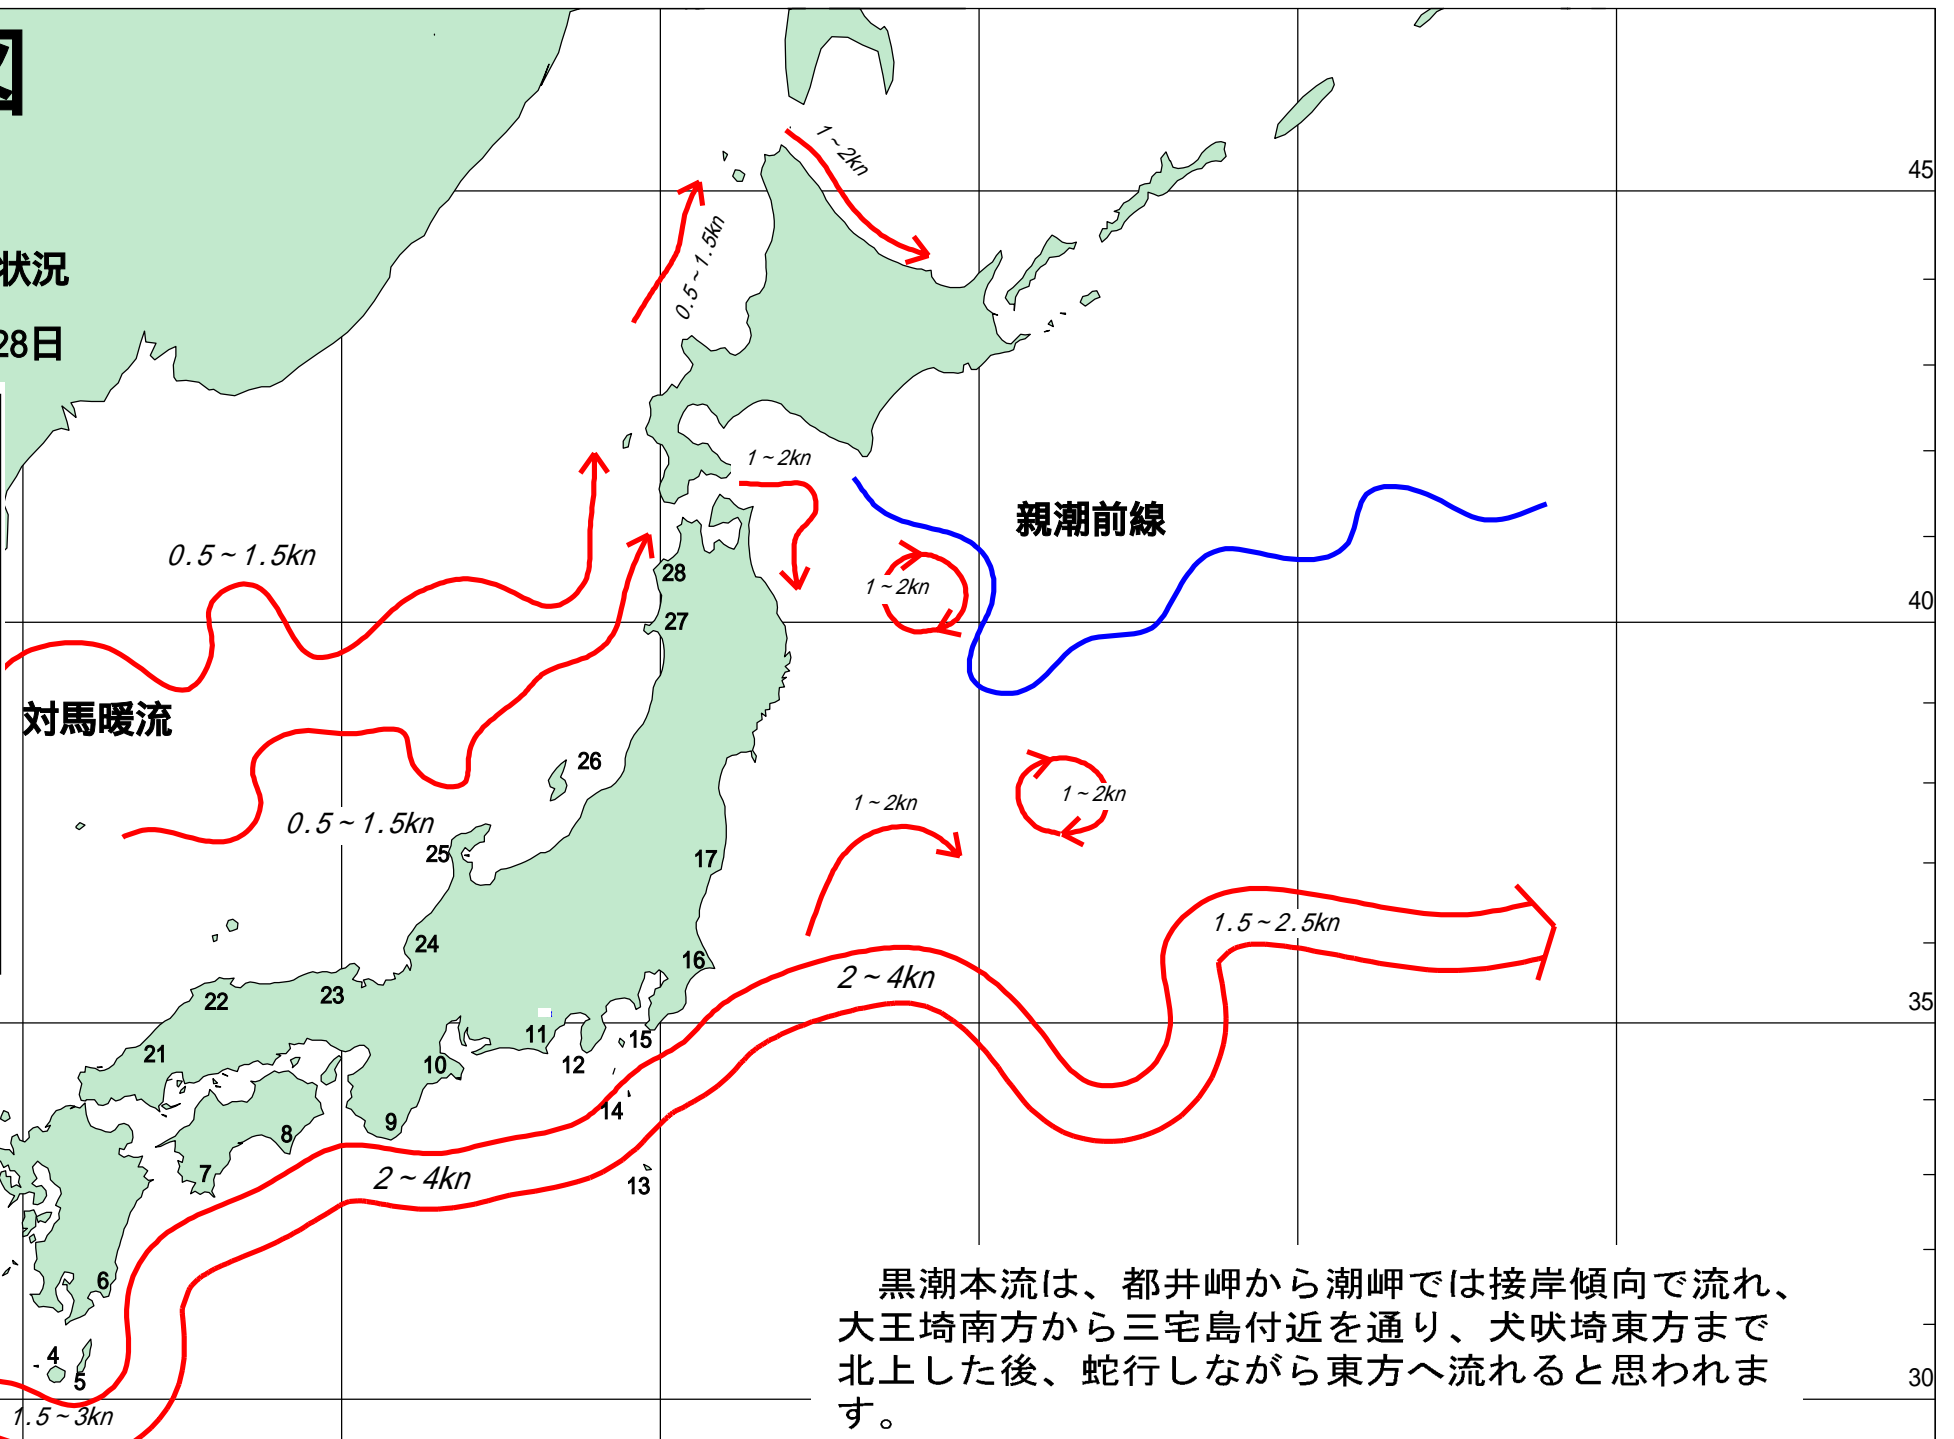 図
1～2kn
45
0.5～1.5kn
状況
28日
1～2kn
親潮前線
0.5～1.5kn
28
1～2kn
40
27
対馬暖流
26
1～2kn
1～2kn
0.5～1.5kn
25
17
1.5～2.5kn
24
16
2～4kn
22
23
35
11
15
21
10
12
14
9
8
7
2～4kn
13
6
黒潮本流は、都井岬から潮岬では接岸傾向で流れ、
大王埼南方から三宅島付近を通り、犬吠埼東方まで
北上した後、蛇行しながら東方へ流れると思われま
す。
4
5
30
1.5～3kn